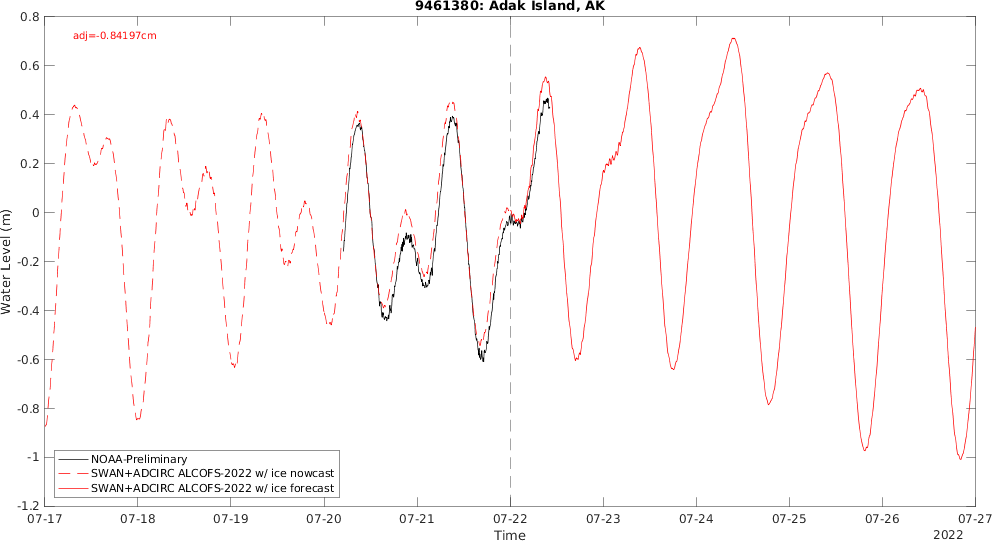 9461380: Adak Island, AK
adj=-0.84197cm
0.8
0.6
0.4
0.2
0
-0.2
-0.4
-0.6
-0.8
-1
-1.2
Water Level (m)
NOAA-Preliminary
SWAN+ADCIRC ALCOFS-2022 w/ ice nowcast
SWAN+ADCIRC ALCOFS-2022 w/ ice forecast
07-17 07-18 07-19 07-20 07-21 07-22 07-23 07-24 07-25 07-26 07-27
Time
2022